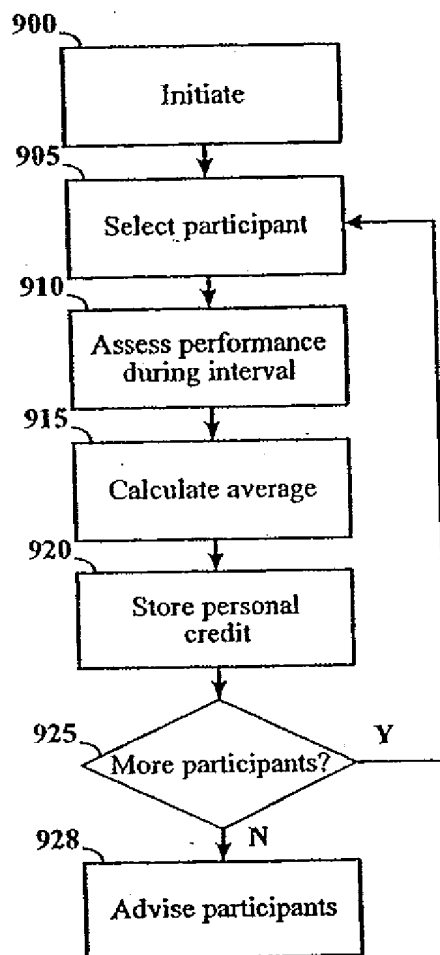 900
Initiate
905
Select participant
910
Assess performance
during interval
915
Calculate average
920
Store personal
credit
925
More participants?
Y
N
928
Advise participants